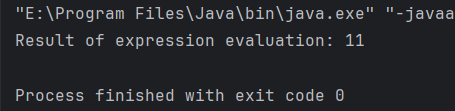 "E:\Program Files\Java\bin\java.exe" "-javaa
Result of expression evaluation: 11
Process finished with exit code 0